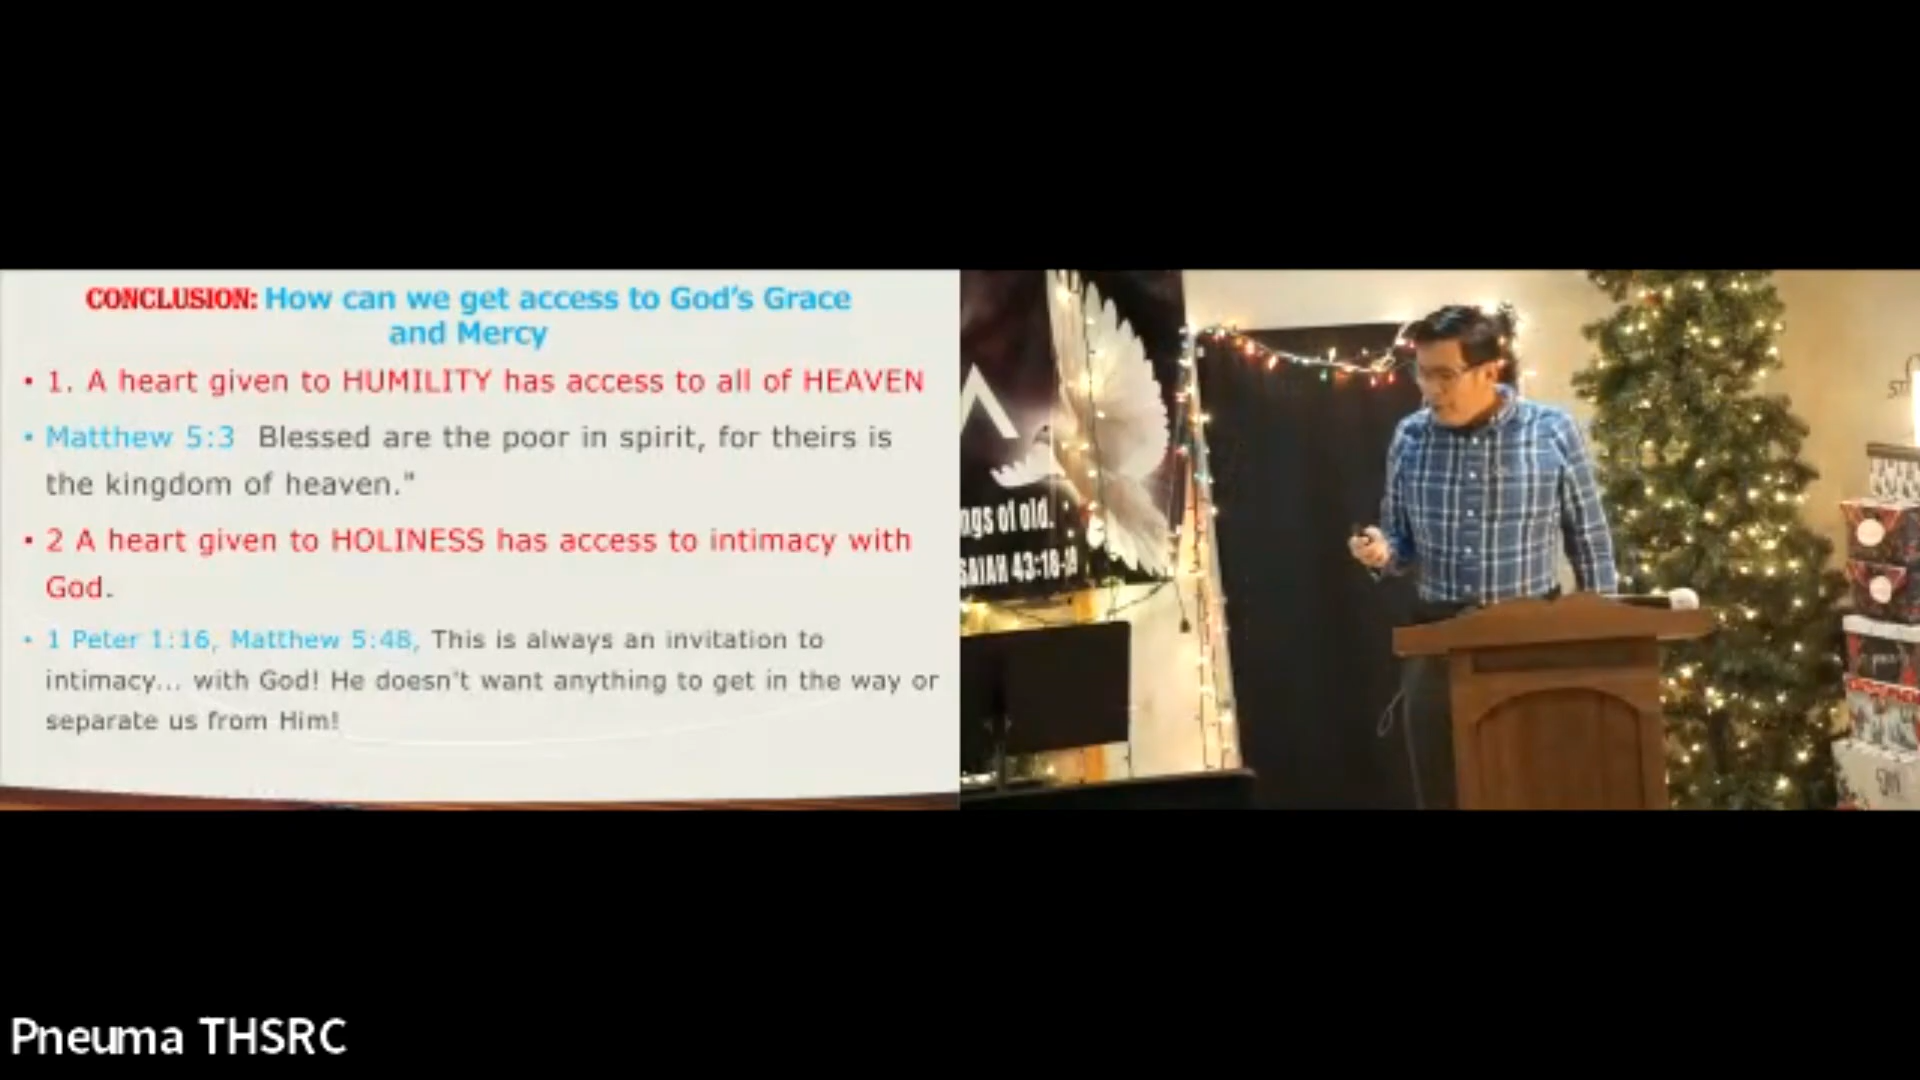 CONCLUSION: How can we get access to God's Grace
and Mercy
• 1. A heart given to HUMILITY has access to all of HEAVEN
• Matthew 5:3 Blessed are the poor in spirit, for theirs is
the kingdom of heaven."
• 2 A heart given to HOLINESS has access to intimacy with
God.
• 1 Peter 1:16, Matthew 5:48, This is always an invitation to
intimacy... with God! He doesn't want anything to get in the way or
separate us from Him!
of old.
43:18-19
Pneuma THSRC